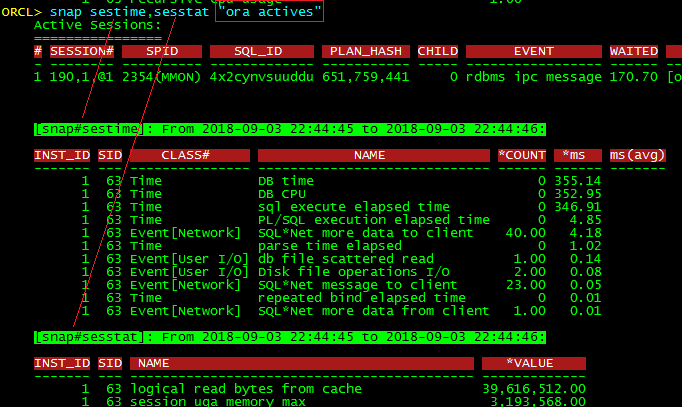 63 recursive cpu usage 1.00
ORCL> snap sestime,sesstat "ora actives"
Active Sessions:
=================
# SESSION# SPID SQL_ID PLAN_HASH CHILD EVENT WAITED
- -------- ---------- ------------- ----------- ----- ----------------- ------ --
1 190,1,@1 2354(MMON) 4x2cynvsuuddu 651,759,441 0 rdbms ipc message 170.70 [o
[snap#sestime]: From 2018-09-03 22:44:45 to 2018-09-03 22:44:46:
INST_ID SID CLASS# NAME *COUNT *ms ms(avg)
------- --- ---------------- ------------------------------- ------ ------ -------
1 63 Time DB time 0 355.14
1 63 Time DB CPU 0 352.95
1 63 Time sql execute elapsed time 0 346.91
1 63 Time PL/SQL execution elapsed time 0 4.85
1 63 Event[Network] SQL*Net more data to client 40.00 4.18
1 63 Time parse time elapsed 0 1.02
1 63 Event[User I/O] db file scattered read 1.00 0.14
1 63 Event[User I/O] Disk file operations I/O 2.00 0.08
1 63 Event[Network] SQL*Net message to client 23.00 0.05
1 63 Time repeated bind elapsed time 0 0.01
1 63 Event[Network] SQL*Net more data from client 1.00 0.01
[snap#sesstat]: From 2018-09-03 22:44:45 to 2018-09-03 22:44:46:
INST_ID SID NAME *VALUE
------- --- ------------------------------------------- -------------
1 63 logical read bytes from cache 39,616,512.00
1 63 session uga memory max 3,193,568.00